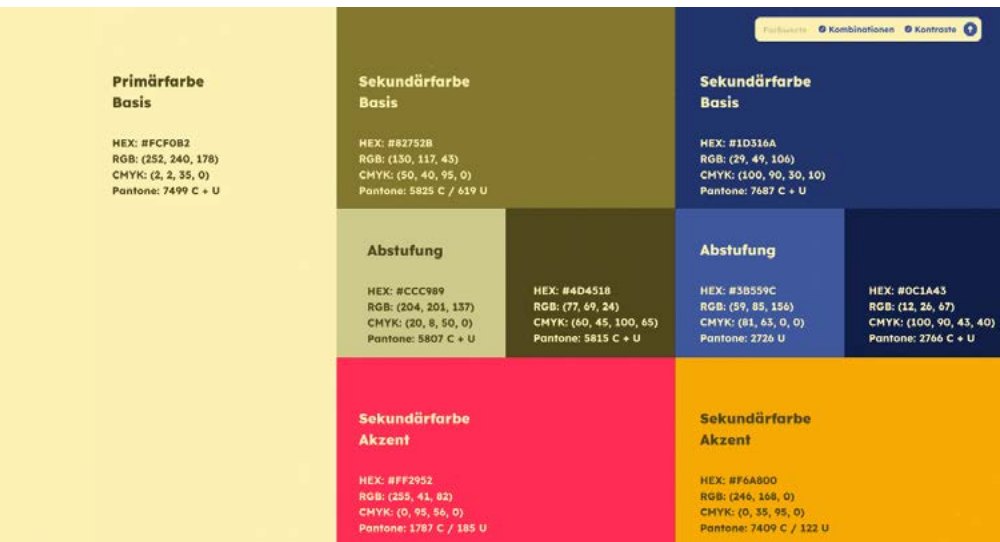 Farbwerte Kombinationen Kontraste
Primärfarbe
Basis
HEX: #FCF0B2
RGB: (252, 240, 178)
CMYK: (2, 2, 35, 0)
Pantone: 7499 C + U
Sekundärfarbe
Basis
HEX: #82752B
RGB: (130, 117, 43)
CMYK: (50, 40, 95, 0)
Pantone: 5825 C / 619 U
Sekundärfarbe
Basis
HEX: #1D316A
RGB: (29, 49, 106)
CMYK: (100, 90, 30, 10)
Pantone: 7687 C + U
Abstufung
HEX: #CCC989
RGB: (204, 201, 137)
CMYK: (20, 8, 50, 0)
Pantone: 5807 C + U
HEX: #4D4518
RGB: (77, 69, 24)
CMYK: (60, 45, 100, 65)
Pantone: 5815 C + U
Abstufung
HEX: #3B559C
RGB: (59, 85, 156)
CMYK: (81, 63, 0, 0)
Pantone: 2726 U
HEX: #0C1A43
RGB: (12, 26, 67)
CMYK: (100, 90, 43, 40)
Pantone: 2766 C + U
Sekundärfarbe
Akzent
HEX: #FF2952
RGB: (255, 41, 82)
CMYK: (0, 95, 56, 0)
Pantone: 1787 C / 185 U
Sekundärfarbe
Akzent
HEX: #F6A800
RGB: (246, 168, 0)
CMYK: (0, 35, 95, 0)
Pantone: 7409 C / 122 U